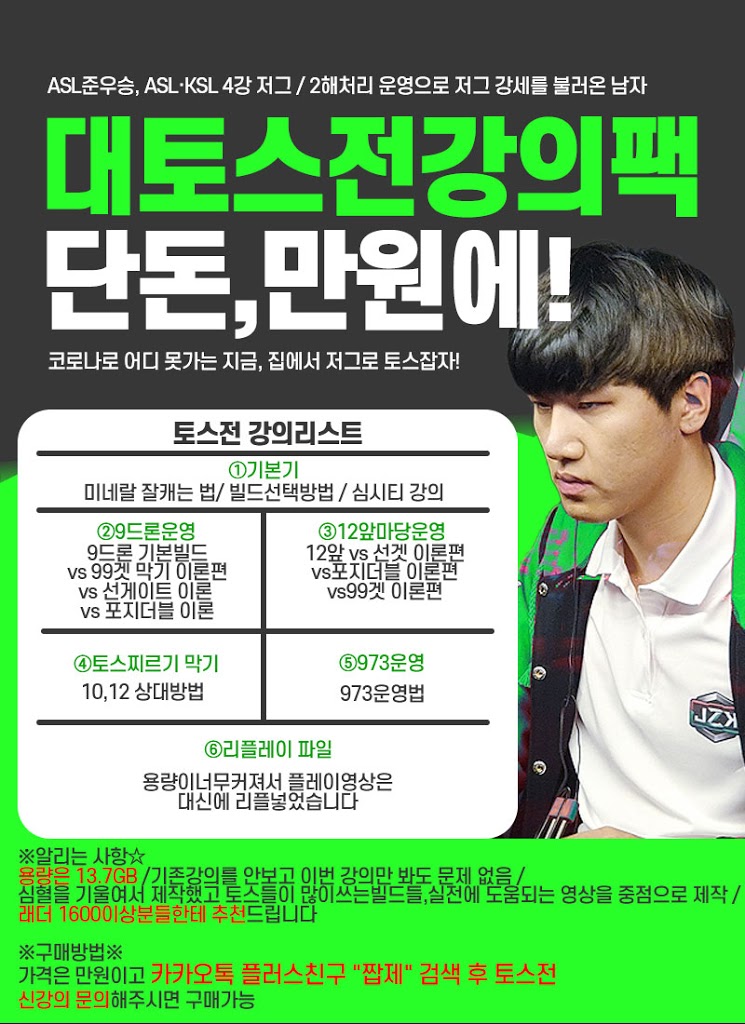 ASL준우승, ASL·KSL 4강 저그 / 2해처리 운영으로 저그 강세를 불러온 남자
대토스전강의팩
단돈,만원에!
코로나로 어디 못가는 지금, 집에서 저그로 토스잡자!
토스전 강의리스트
①기본기
미네랄 잘캐는 법/ 빌드선택방법 / 심시티 강의
②9드론운영
9드론 기본빌드
vs 99겟 막기 이론편
vs 선게이트 이론
vs 포지더블 이론
③12앞마당운영
12앞 vs 선겟 이론편
vs포지더블 이론편
vs99겟 이론편
④토스찌르기 막기
10,12 상대방법
⑤973운영
973운영법
⑥리플레이 파일
용량이너무커져서 플레이영상은
대신에 리플넣었습니다
KSL
※알리는 사항☆
용량은 13.7GB /기존강의를 안보고 이번 강의만 봐도 문제 없음 /
심혈을 기울여서 제작했고 토스들이 많이쓰는빌드들,실전에 도움되는 영상을 중점으로 제작 /
래더 1600이상분들한테 추천드립니다
※구매방법※
가격은 만원이고 카카오톡 플러스친구 "짭제" 검색 후 토스전
신강의 문의해주시면 구매가능